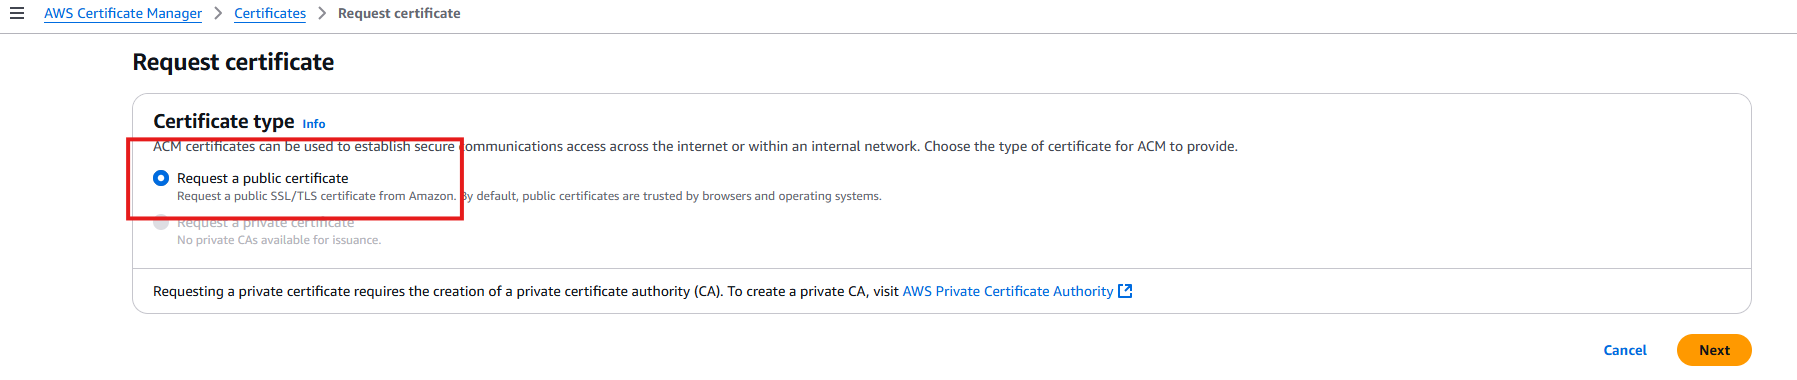 AWS Certificate Manager > Certificates > Request certificate
Request certificate
Certificate type Info
ACM certificates can be used to establish secure communications access across the internet or within an internal network. Choose the type of certificate for ACM to provide.
Request a public certificate
Request a public SSL/TLS certificate from Amazon. By default, public certificates are trusted by browsers and operating systems.
Request a private certificate
No private CAs available for issuance.
Requesting a private certificate requires the creation of a private certificate authority (CA). To create a private CA, visit AWS Private Certificate Authority
Cancel Next